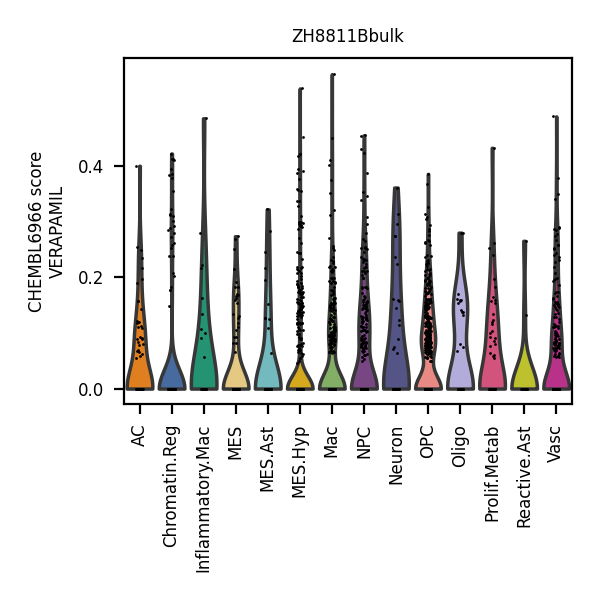 ZH8811Bbulk
CHEMBL6966 score
VERAPAMIL
0.4
0.2
0.0
AC
Chromatin.Reg
Inflammatory.Mac
MES
MES.Ast
MES.Hyp
Mac
NPC
Neuron
OPC
Oligo
Prolif.Metab
Reactive.Ast
Vasc